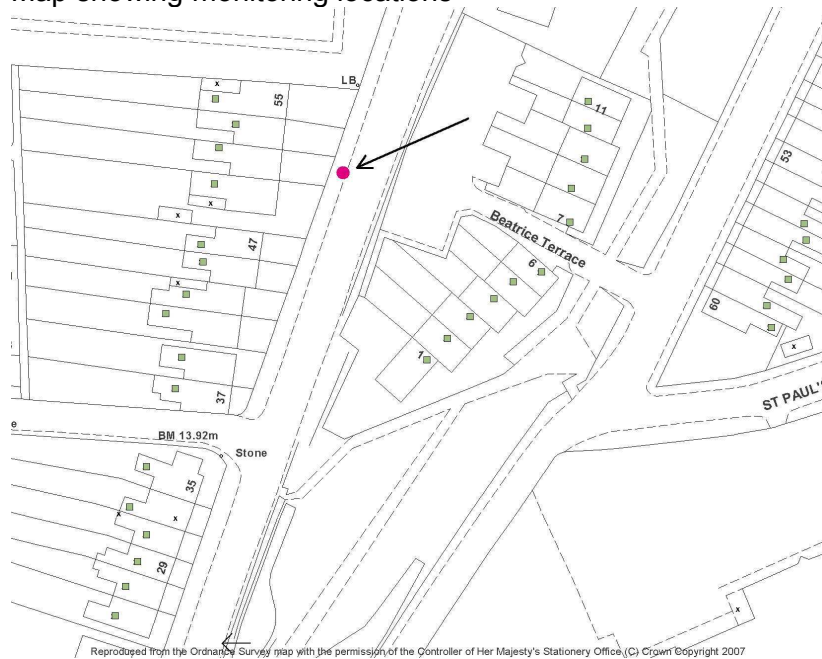 Map showing monitoring locations
LB
55
11
53
7
Beatrice Terrace
47
6
60
1
37
ST PAUL'S
e
BM 13.92m
Stone
35
29
Reproduced from the Ordnance Survey map with the permission of the Controller of Her Majesty's Stationery Office (C) Crown Copyright 2007